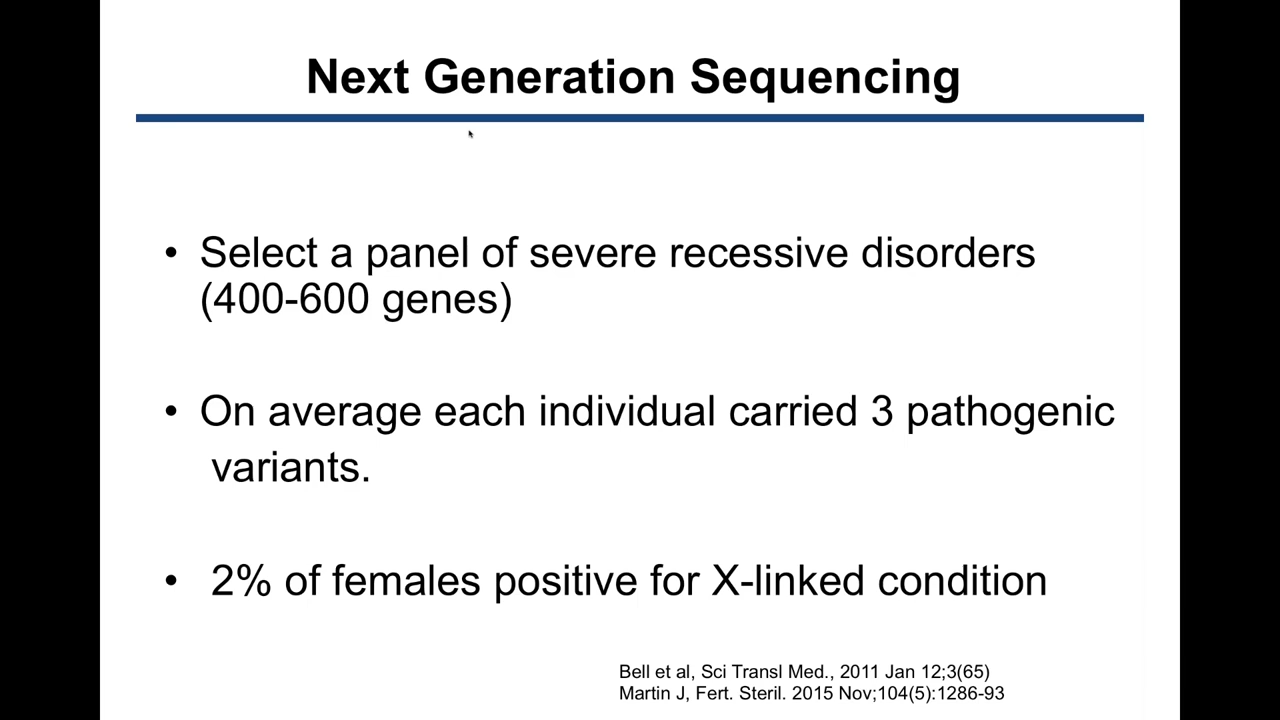 Next Generation Sequencing
• Select a panel of severe recessive disorders
(400-600 genes)
• On average each individual carried 3 pathogenic
variants.
• 2% of females positive for X-linked condition
Bell et al, Sci Transl Med., 2011 Jan 12;3(65)
Martin J, Fert. Steril. 2015 Nov;104(5):1286-93